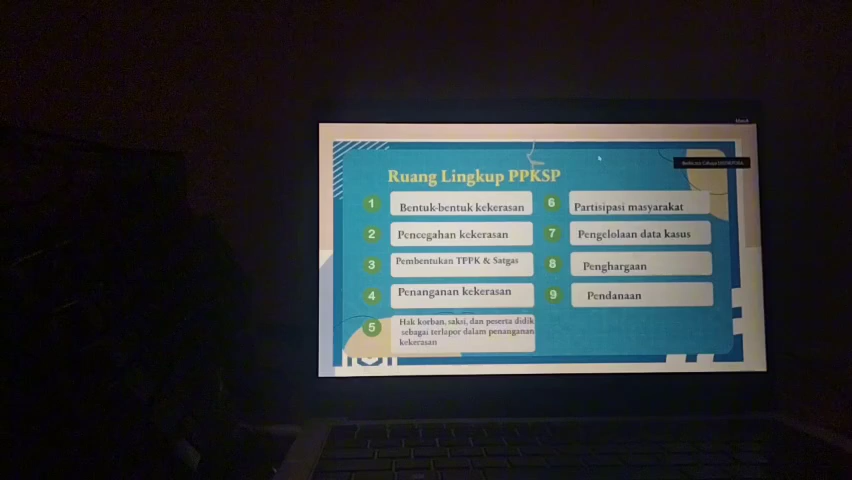 Ruang Lingkup PPKSP
1
Bentuk-bentuk kekerasan
2
Pencegahan kekerasan
3
Pembentukan TPPK & Satgas
4
Penanganan kekerasan
5
Hak korban, saksi, dan peserta didik
sebagai terlapor dalam penanganan
kekerasan
6
Partisipasi masyarakat
7
Pengelolaan data kasus
8
Penghargaan
9
Pendanaan